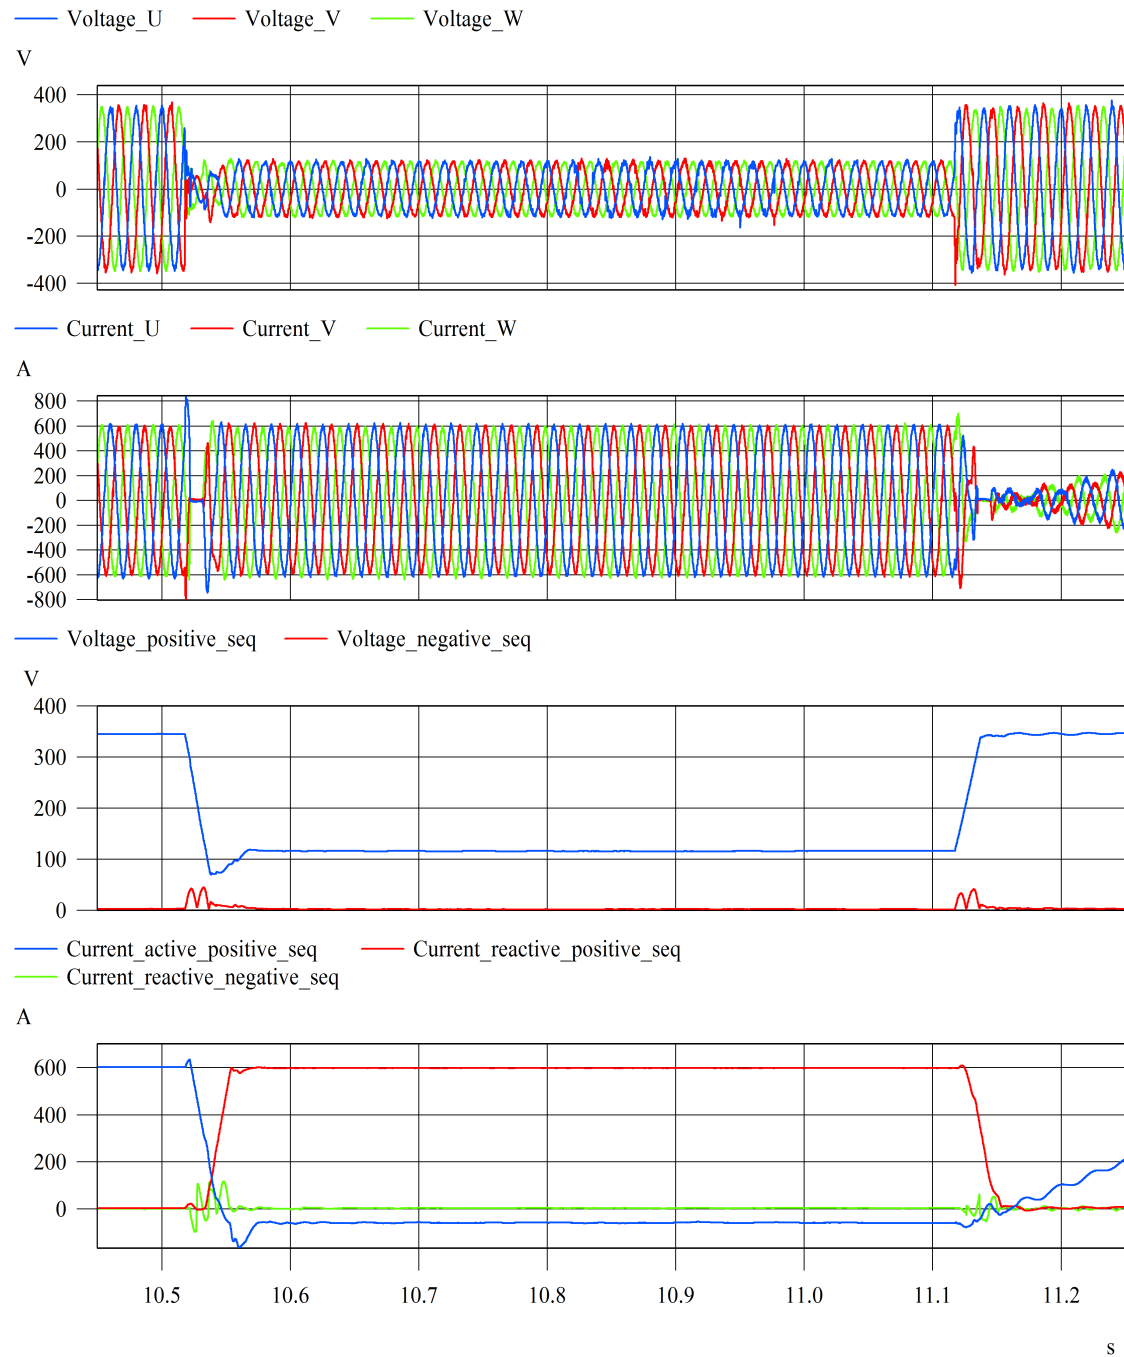 Voltage_U Voltage_V Voltage_W
V
400
200
0
-200
-400
Current_U Current_V Current_W
A
800
600
400
200
0
-200
-400
-600
-800
Voltage_positive_seq Voltage_negative_seq
V
400
300
200
100
0
Current_active_positive_seq Current_reactive_positive_seq
Current_reactive_negative_seq
A
600
400
200
0
10.5 10.6 10.7 10.8 10.9 11.0 11.1 11.2
s